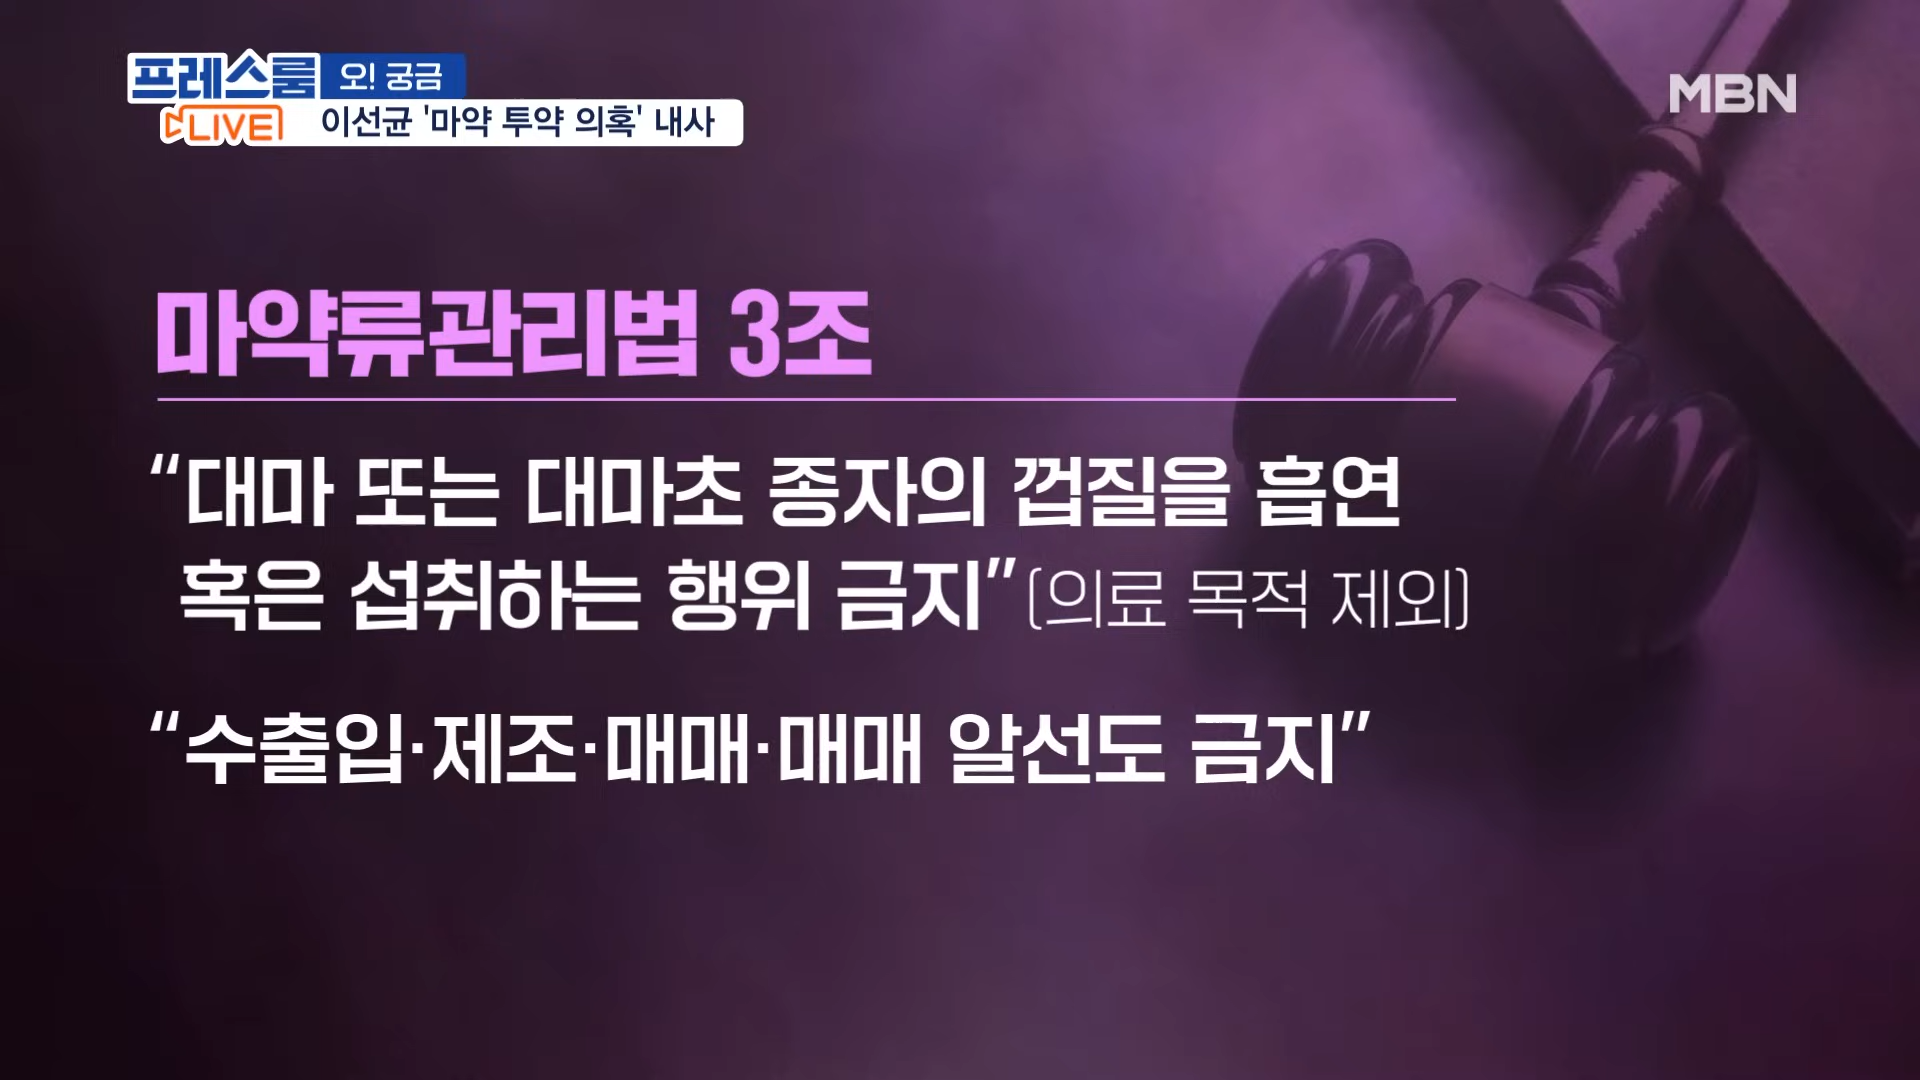 프레스룸 오! 궁금
LIVE 이선균 '마약 투약 의혹' 내사
MBN
마약류관리법 3조
“대마 또는 대마초 종자의 껍질을 흡연
혹은 섭취하는 행위 금지”(의료 목적 제외)
“수출입·제조·매매·매매 알선도 금지”